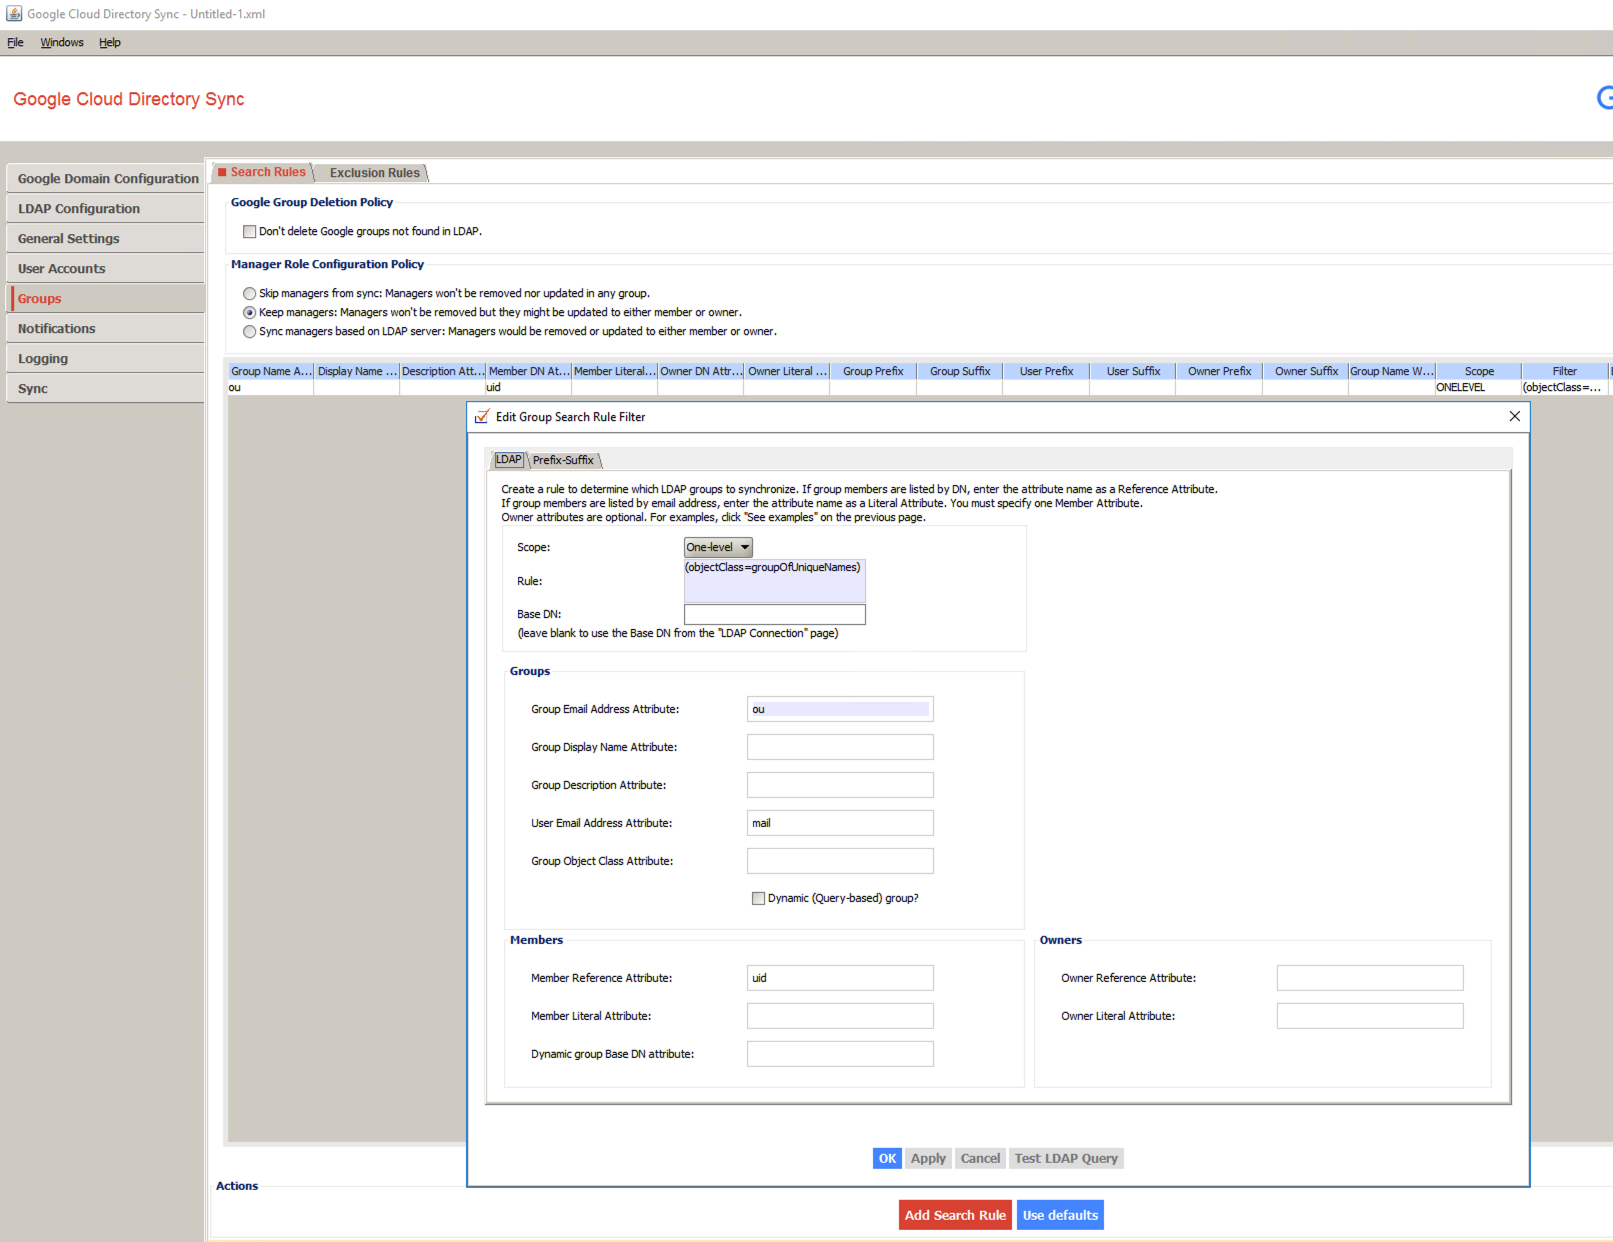 Google Cloud Directory Sync - Untitled-1.xml
File Windows Help
Google Cloud Directory Sync
Google Domain Configuration
LDAP Configuration
General Settings
User Accounts
Groups
Notifications
Logging
Sync
Search Rules Exclusion Rules
Google Group Deletion Policy
Don't delete Google groups not found in LDAP.
Manager Role Configuration Policy
Skip managers from sync: Managers won't be removed nor updated in any group.
Keep managers: Managers won't be removed but they might be updated to either member or owner.
Sync managers based on LDAP server: Managers would be removed or updated to either member or owner.
Group Name A... Display Name ... Description Att... Member DN At... Member Literal... Owner DN Attr... Owner Literal ... Group Prefix Group Suffix User Prefix User Suffix Owner Prefix Owner Suffix Group Name W... Scope Filter
ou uid ONELEVEL (objectClass=...
Edit Group Search Rule Filter
LDAP Prefix-Suffix
Create a rule to determine which LDAP groups to synchronize. If group members are listed by DN, enter the attribute name as a Reference Attribute.
If group members are listed by email address, enter the attribute name as a Literal Attribute. You must specify one Member Attribute.
Owner attributes are optional. For examples, click "See examples" on the previous page.
Scope: One-level
Rule: (objectClass=groupOfUniqueNames)
Base DN:
(leave blank to use the Base DN from the "LDAP Connection" page)
Groups
Group Email Address Attribute: ou
Group Display Name Attribute:
Group Description Attribute:
User Email Address Attribute: mail
Group Object Class Attribute:
Dynamic (Query-based) group?
Members
Member Reference Attribute: uid
Member Literal Attribute:
Dynamic group Base DN attribute:
Owners
Owner Reference Attribute:
Owner Literal Attribute:
OK Apply Cancel Test LDAP Query
Actions
Add Search Rule Use defaults